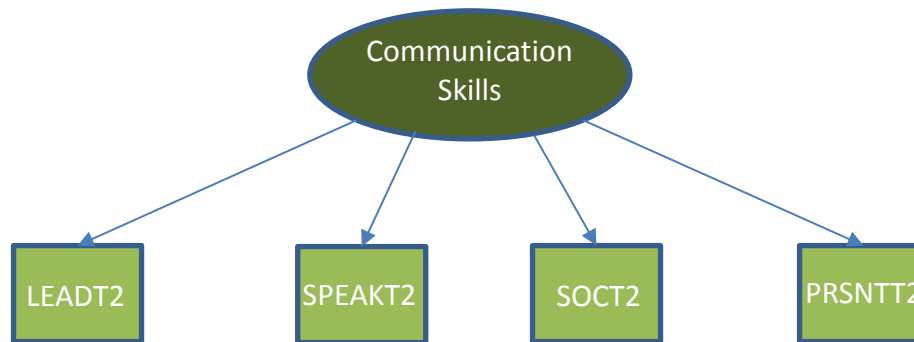 Communication
Skills
LEADT2
SPEAKT2
SOCT2
PRSNTT2